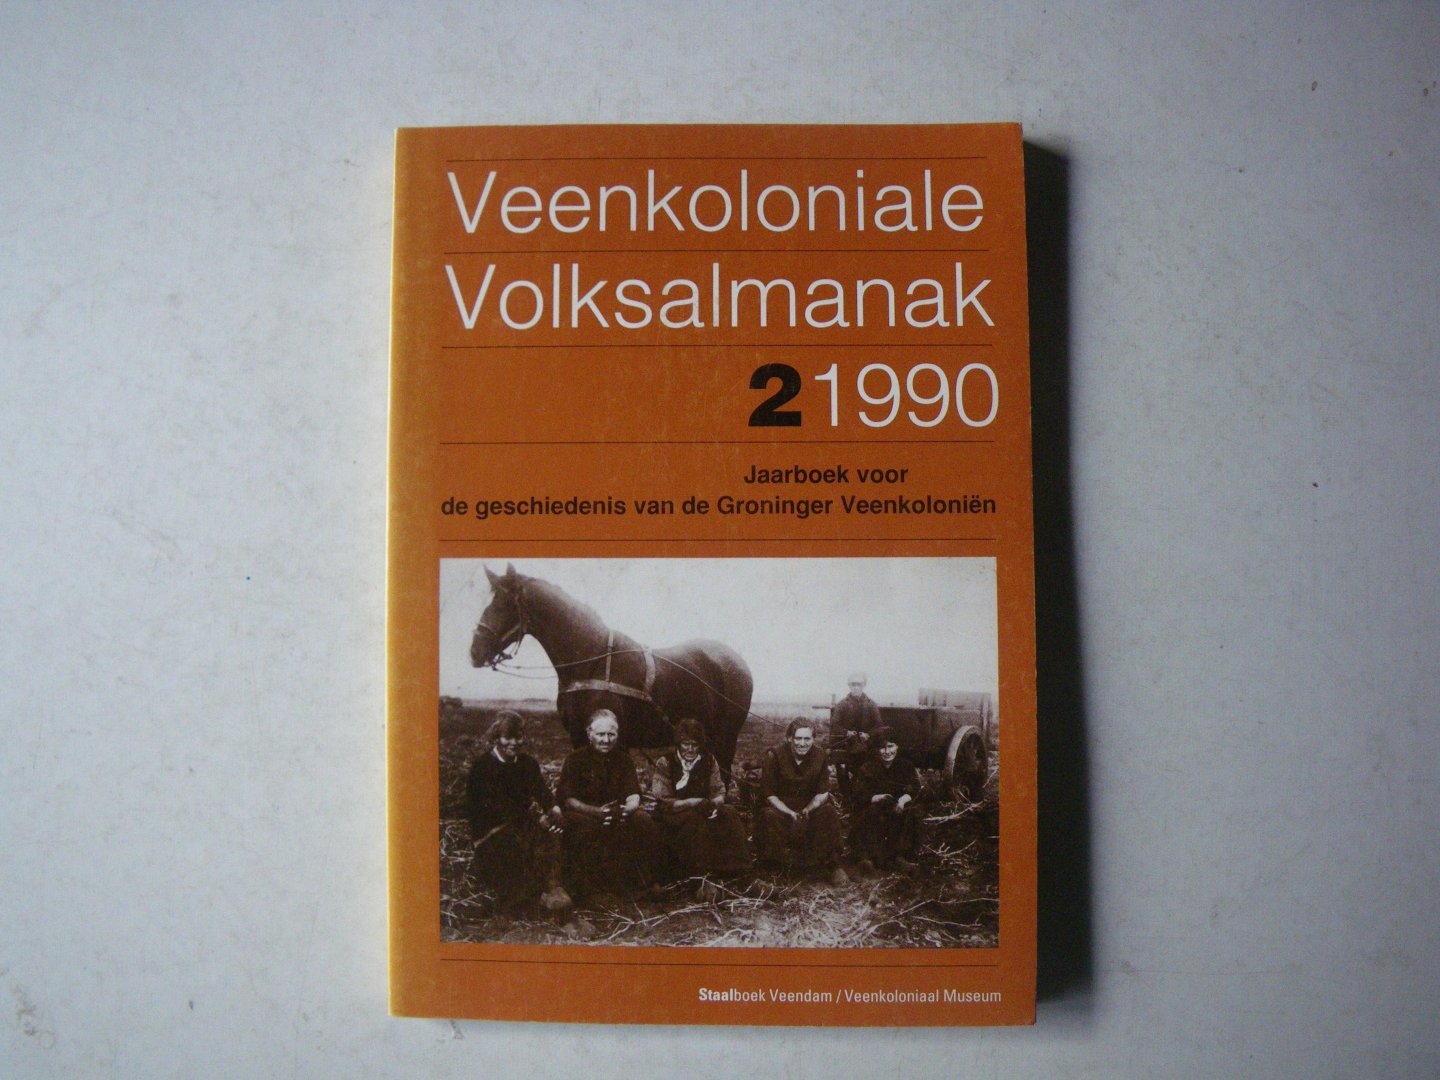 Veenkoloniale
Volksalmanak
2 1990
Jaarboek voor
de geschiedenis van de Groninger Veenkoloniën
Staalboek Veendam / Veenkoloniaal Museum